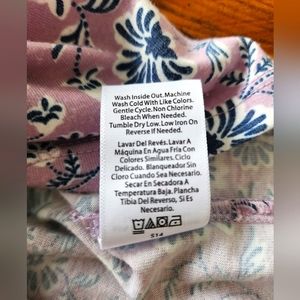 Wash Inside Out. Machine
Wash Cold With Like Colors.
Gentle Cycle. Non Chlorine
Bleach When Needed.
Tumble Dry Low. Low Iron On
Reverse If Needed.
Lavar Del Revés. Lavar A
Máquina En Agua Fría Con
Colores Similares. Ciclo
Delicado. Blanqueador Sin
Cloro Cuando Sea Necesario.
Secar En Secadora A
Temperatura Baja. Plancha
Tibia Del Reverso, Si Es
Necesario.
S14